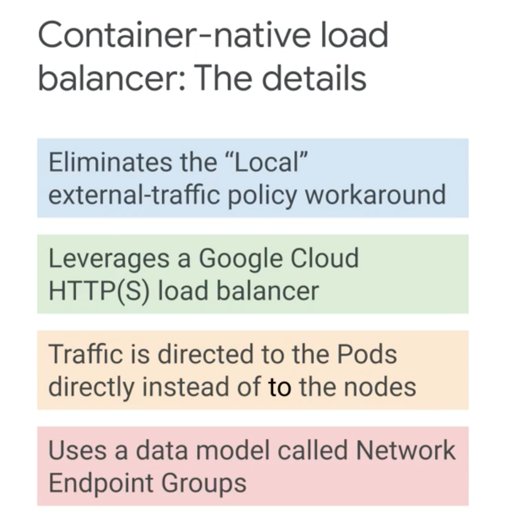 Container-native load
balancer: The details
Eliminates the “Local”
external-traffic policy workaround
Leverages a Google Cloud
HTTP(S) load balancer
Traffic is directed to the Pods
directly instead of to the nodes
Uses a data model called Network
Endpoint Groups